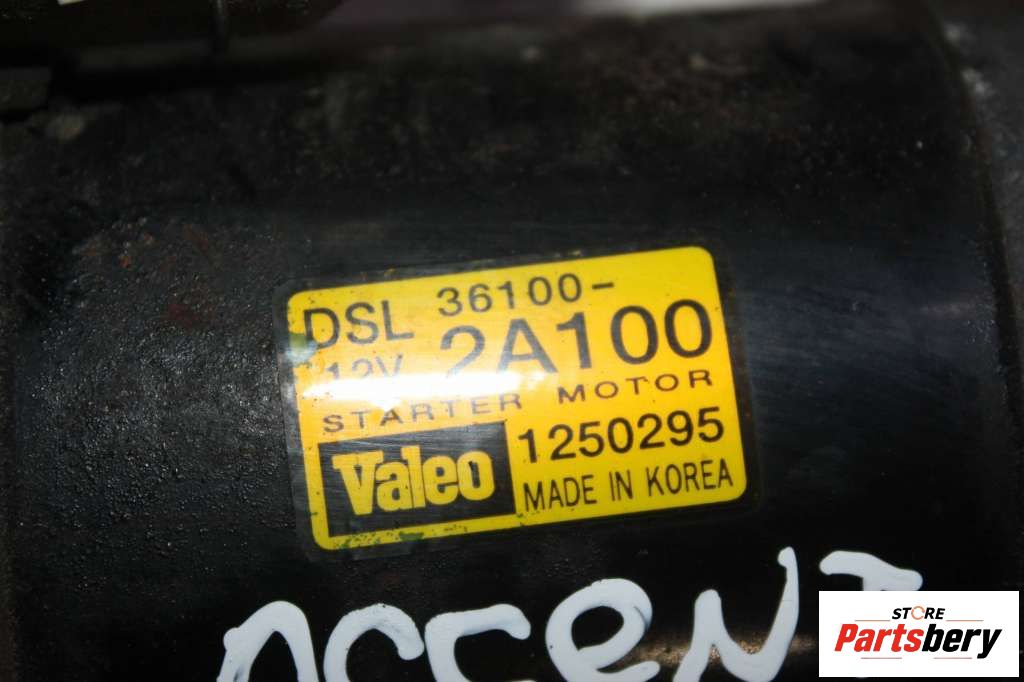 DSL 36100-
12V 2A100
STARTER MOTOR
Valeo 1250295
MADE IN KOREA
ACCENT
STORE
Partsbery